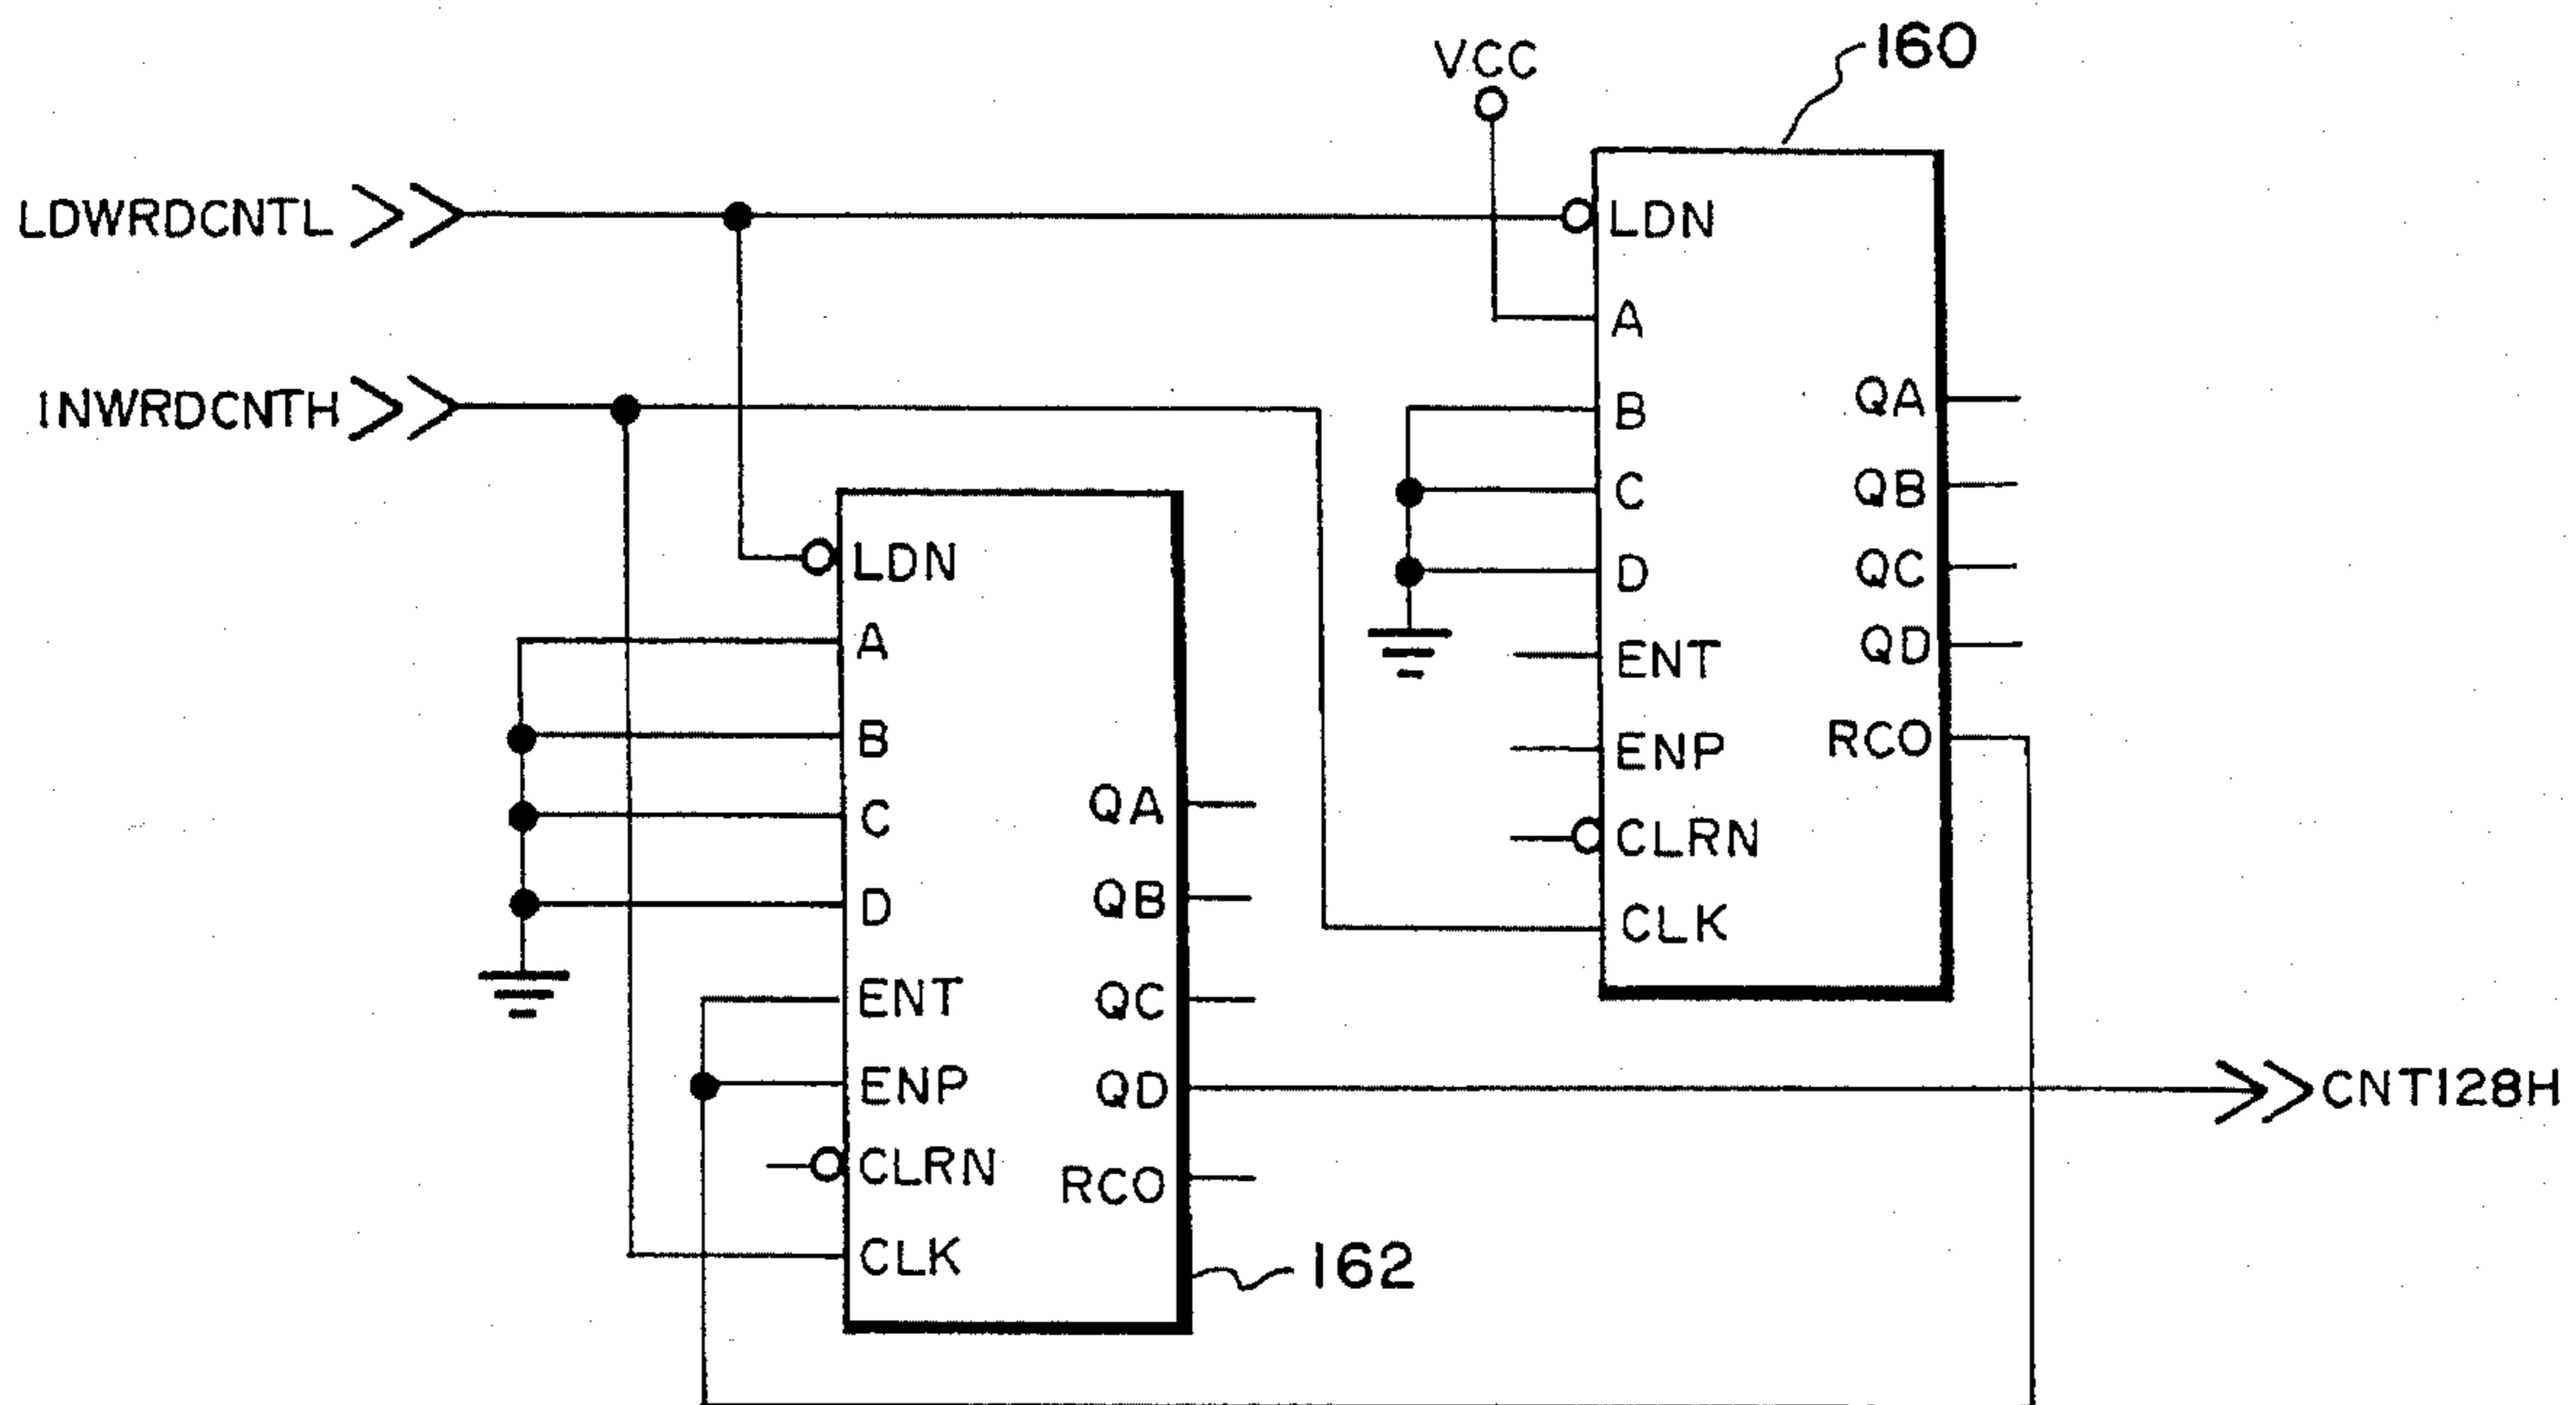 VCC
160
LDWRDCNTL
LDN
A
INWRDCNTH
B
QA
C
QB
D
QC
ENT
QD
ENP
RCO
CLRN
CLK
LDN
A
B
C
QA
D
QB
ENT
QC
ENP
QD
CNT128H
CLRN
RCO
CLK
162